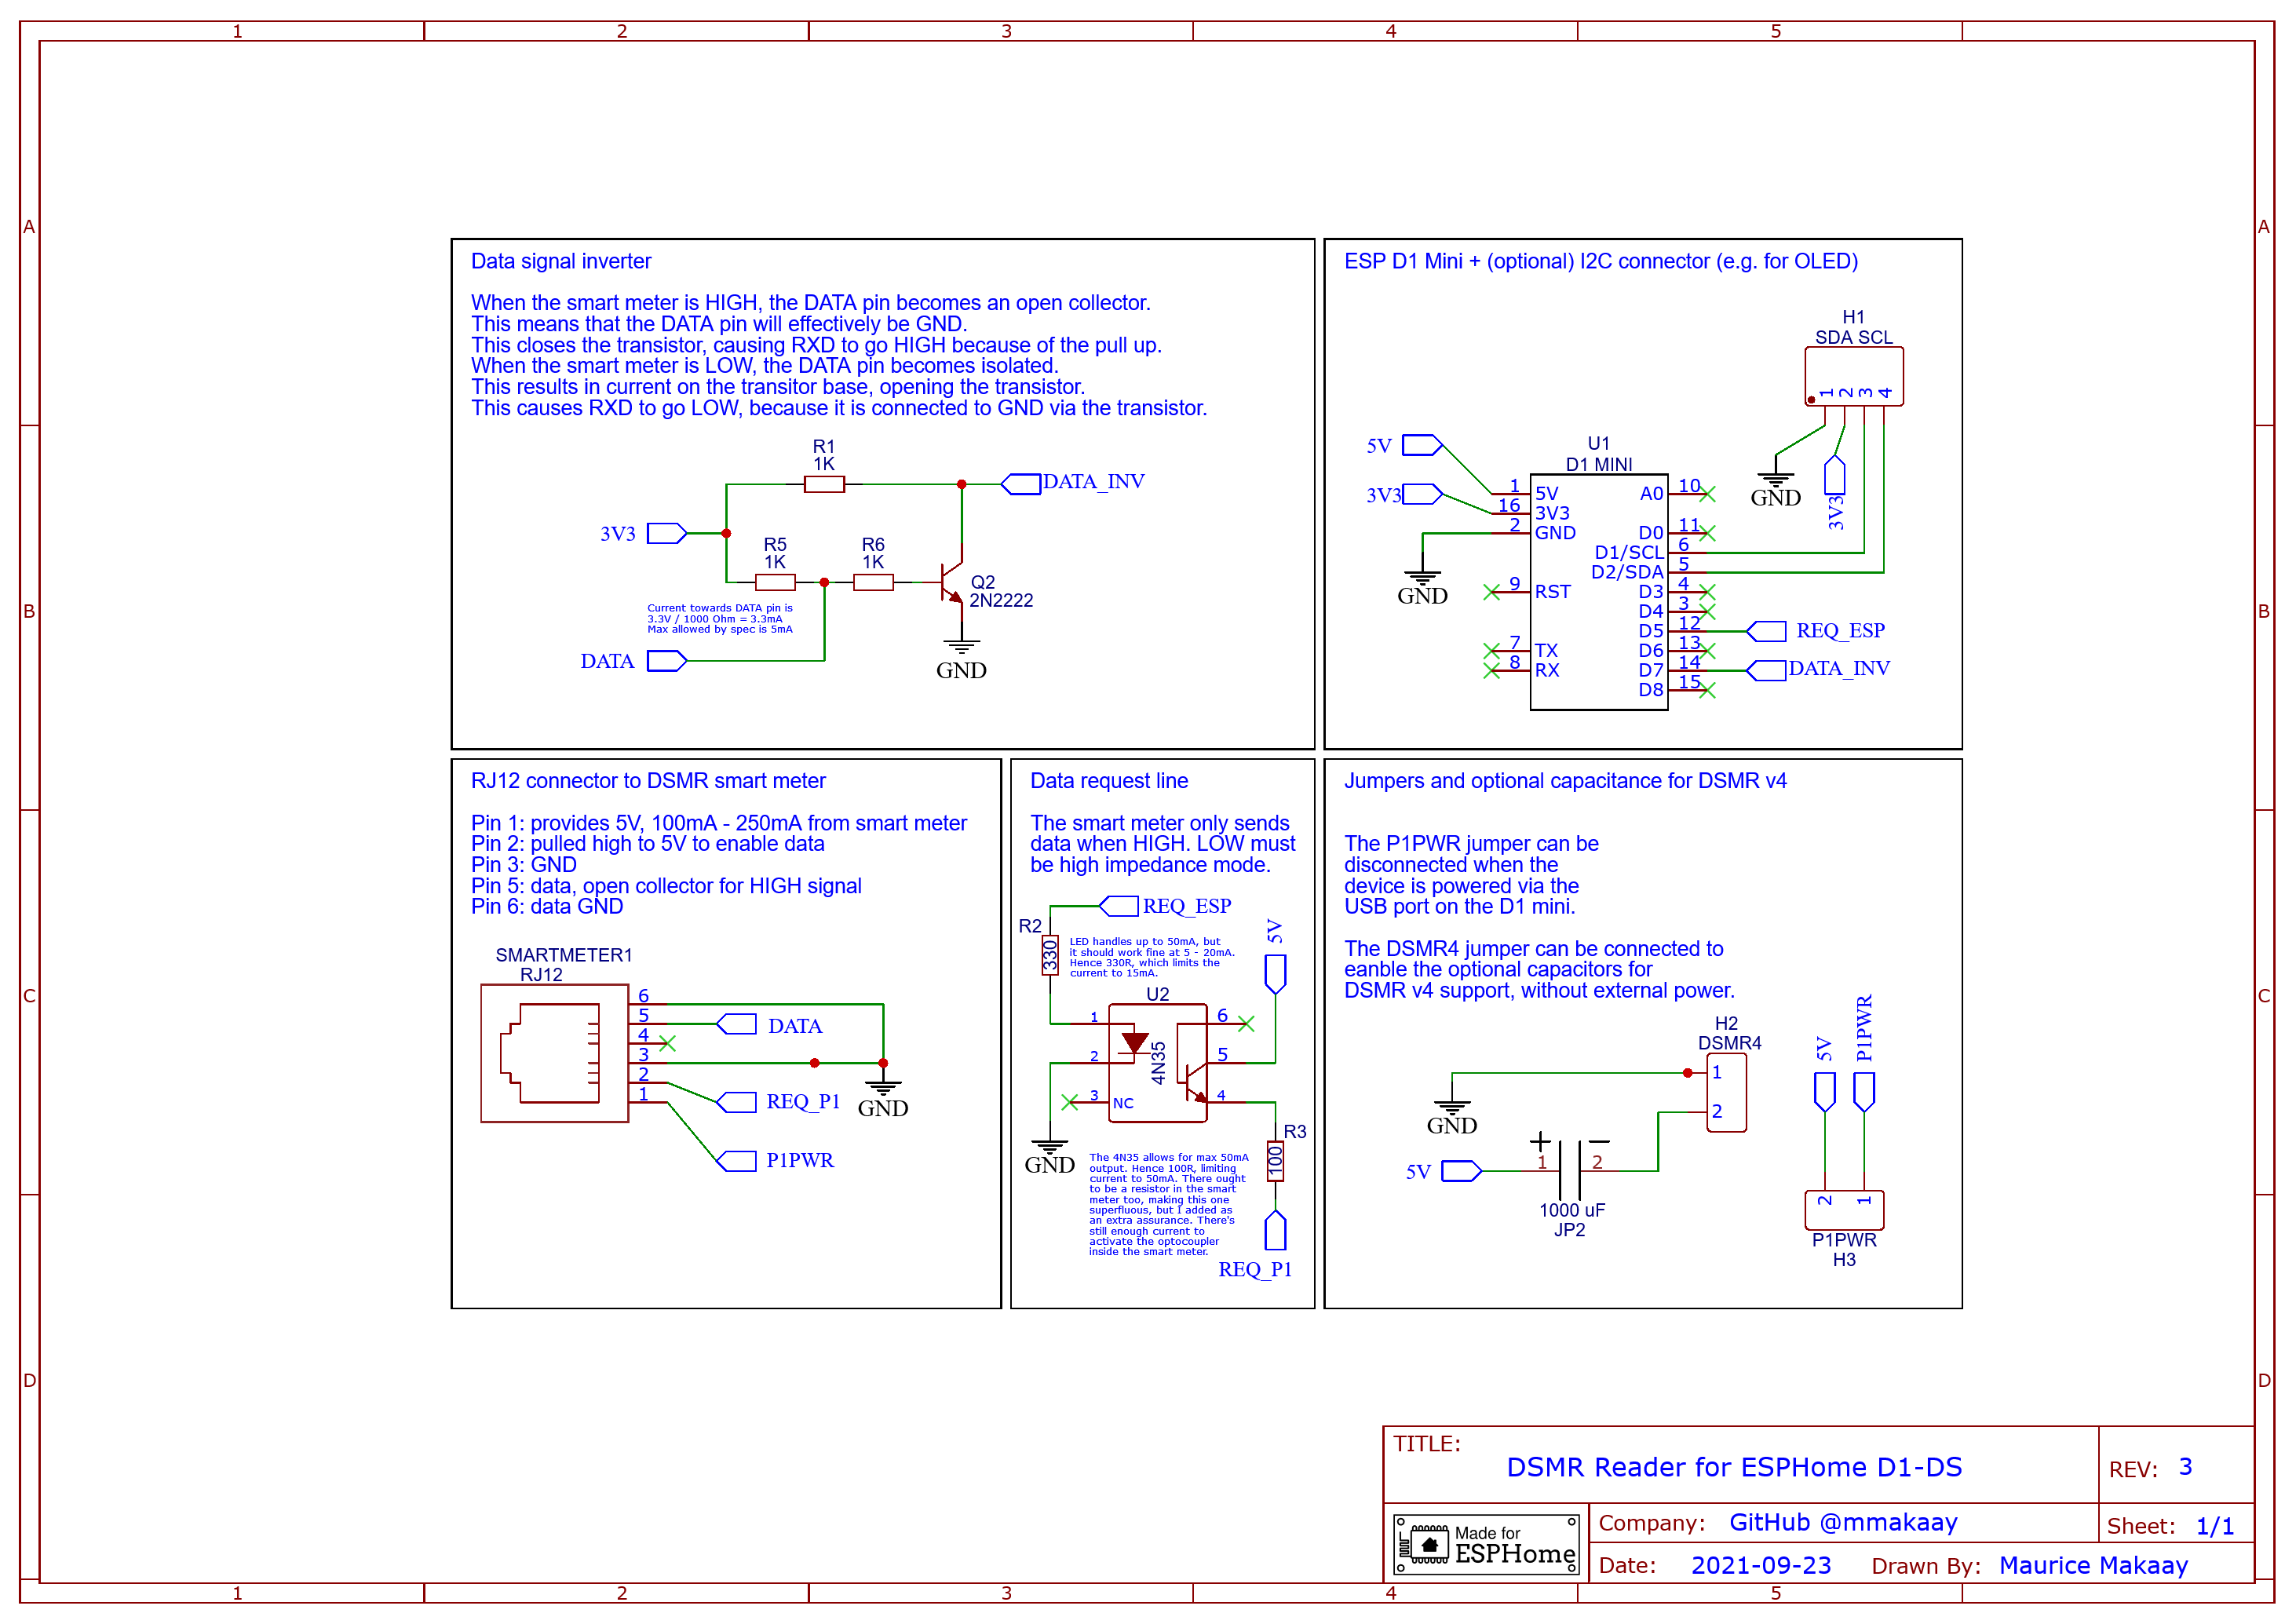 1 2 3 4 5
A
B
C
D
A
B
C
D
Data signal inverter
When the smart meter is HIGH, the DATA pin becomes an open collector.
This means that the DATA pin will effectively be GND.
This closes the transistor, causing RXD to go HIGH because of the pull up.
When the smart meter is LOW, the DATA pin becomes isolated.
This results in current on the transitor base, opening the transistor.
This causes RXD to go LOW, because it is connected to GND via the transistor.
R1
1K
DATA_INV
3V3
R5
1K
R6
1K
Q2
2N2222
Current towards DATA pin is
3.3V / 1000 Ohm = 3.3mA
Max allowed by spec is 5mA
DATA
GND
ESP D1 Mini + (optional) I2C connector (e.g. for OLED)
H1
SDA SCL
1 2 3 4
GND
3V3
5V
3V3
GND
U1
D1 MINI
1 5V
16 3V3
2 GND
9 RST
7 TX
8 RX
A0 10
D0 11
D1/SCL 6
D2/SDA 5
D3 4
D4 3
D5 12 REQ_ESP
D6 13
D7 14 DATA_INV
D8 15
RJ12 connector to DSMR smart meter
Pin 1: provides 5V, 100mA - 250mA from smart meter
Pin 2: pulled high to 5V to enable data
Pin 3: GND
Pin 5: data, open collector for HIGH signal
Pin 6: data GND
SMARTMETER1
RJ12
6
5 DATA
4
3
2 REQ_P1
1 P1PWR
GND
Data request line
The smart meter only sends
data when HIGH. LOW must
be high impedance mode.
REQ_ESP
R2
330
LED handles up to 50mA, but
it should work fine at 5 - 20mA.
Hence 330R, which limits the
current to 15mA.
5V
U2
4N35
1
2
3 NC
6
5
4
GND
R3
100
The 4N35 allows for max 50mA
output. Hence 100R, limiting
current to 50mA. There ought
to be a resistor in the smart
meter too, making this one
superfluous, but I added as
an extra assurance. There's
still enough current to
activate the optocoupler
inside the smart meter.
REQ_P1
Jumpers and optional capacitance for DSMR v4
The P1PWR jumper can be
disconnected when the
device is powered via the
USB port on the D1 mini.
The DSMR4 jumper can be connected to
eanble the optional capacitors for
DSMR v4 support, without external power.
H2
DSMR4
1
2
GND
5V
+ −
1 2
1000 uF
JP2
5V
P1PWR
2 1
P1PWR
H3
TITLE:
DSMR Reader for ESPHome D1-DS
REV: 3
Made for
ESPHome
Company: GitHub @mmakaay
Sheet: 1/1
Date: 2021-09-23 Drawn By: Maurice Makaay
1 2 3 4 5